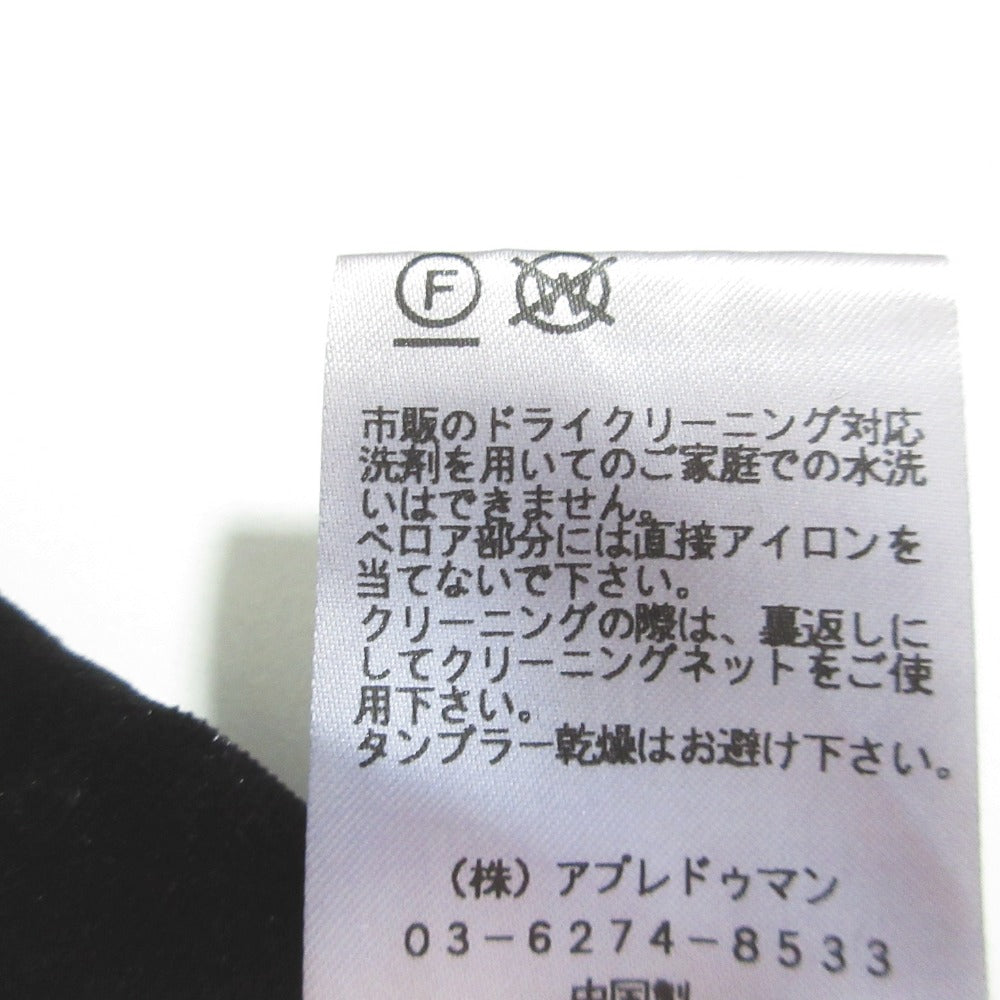 F W
市販のドライクリーニング対応
洗剤を用いてのご家庭での水洗
いはできません。
ベロア部分には直接アイロンを
当てないで下さい。
クリーニングの際は、裏返しに
してクリーニングネットをご使
用下さい。
タンブラー乾燥はお避け下さい。
(株)アプレドゥマン
03-6274-8533
中国製